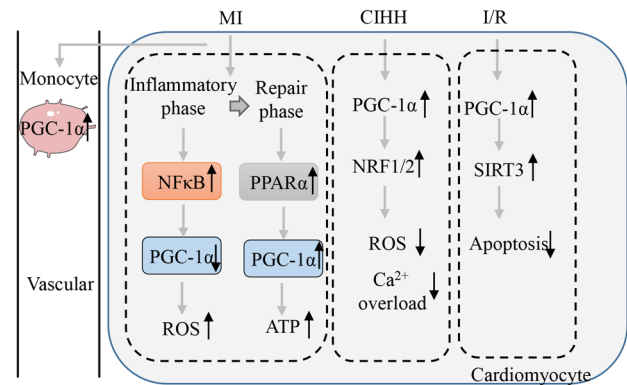 MI
CIHH
I/R
Monocyte
PGC-1α
Vascular
Inflammatory
phase
Repair
phase
NFκB
PPARα
PGC-1α
PGC-1α
ROS
ATP
PGC-1α
NRF1/2
ROS
Ca²⁺
overload
PGC-1α
SIRT3
Apoptosis
Cardiomyocyte